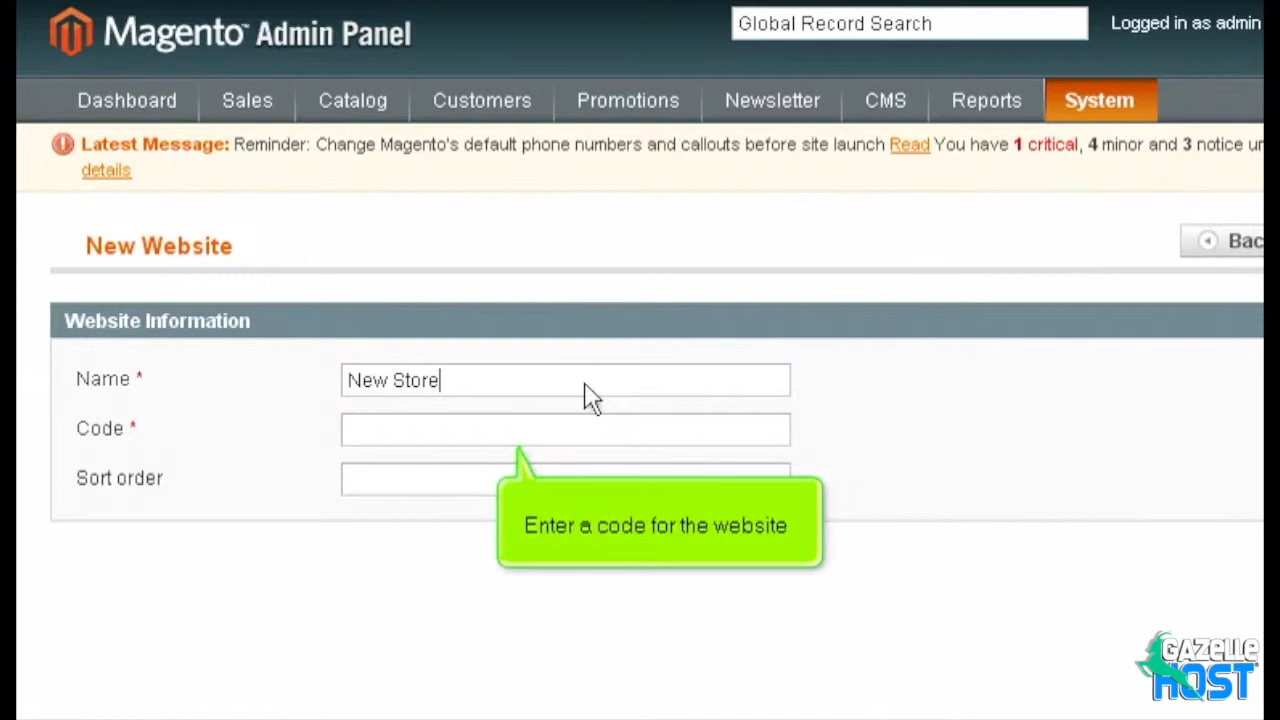 Magento™ Admin Panel
Global Record Search
Logged in as admin
Dashboard Sales Catalog Customers Promotions Newsletter CMS Reports System
Latest Message: Reminder: Change Magento's default phone numbers and callouts before site launch Read You have 1 critical, 4 minor and 3 notice
details
New Website
Website Information
Name *
New Store
Code *
Sort order
Enter a code for the website
GAZELLE
HOST